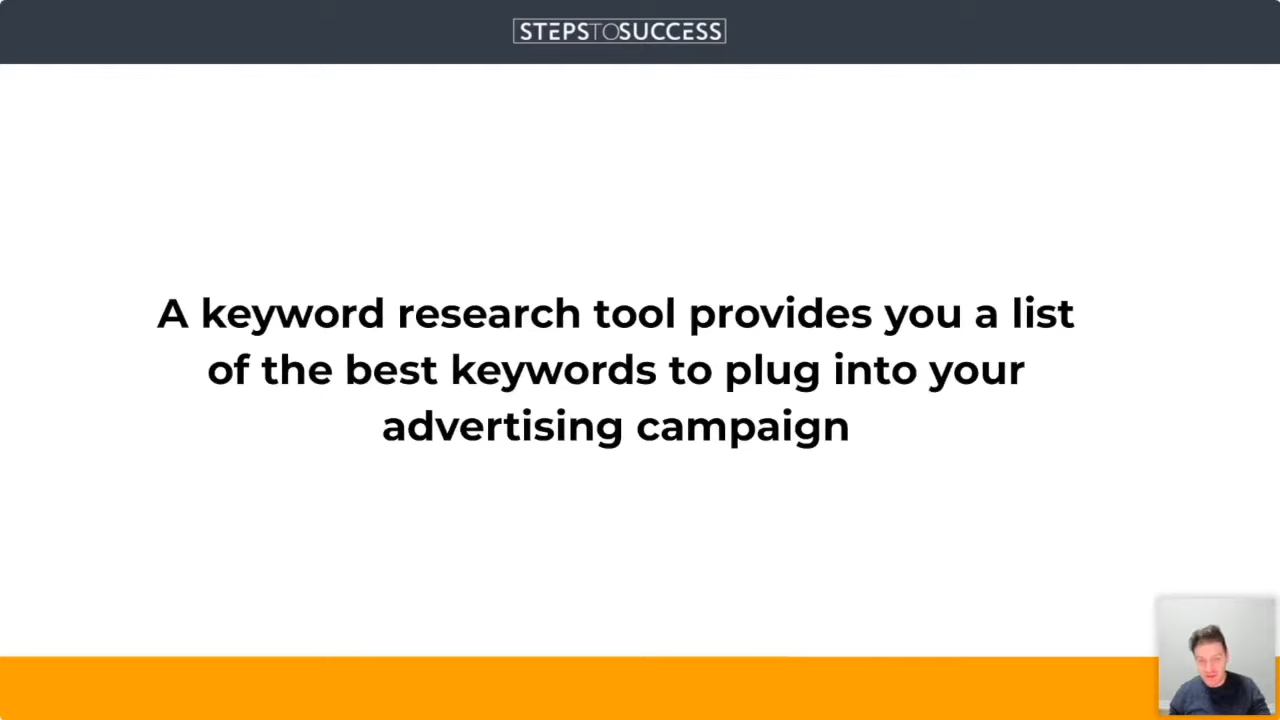 STEPSTOSUCCESS
A keyword research tool provides you a list
of the best keywords to plug into your
advertising campaign